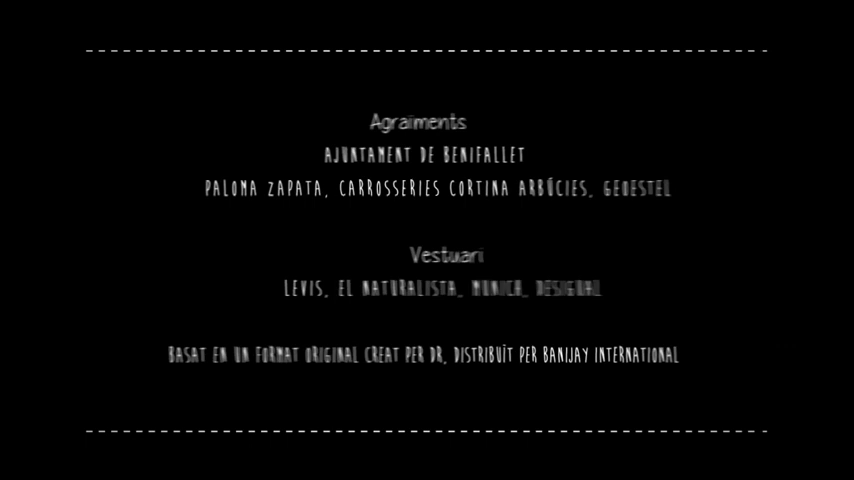 Agraïments
AJUNTAMENT DE BENIFALLET
PALOMA ZAPATA, CARROSSERIES CORTINA ARBÚCIES, GEOESTEL
Vestuari
LEVIS, EL NATURALISTA, MUNICH, DESIGUAL
BASAT EN UN FORMAT ORIGINAL CREAT PER DR, DISTRIBUÏT PER BANIJAY INTERNATIONAL